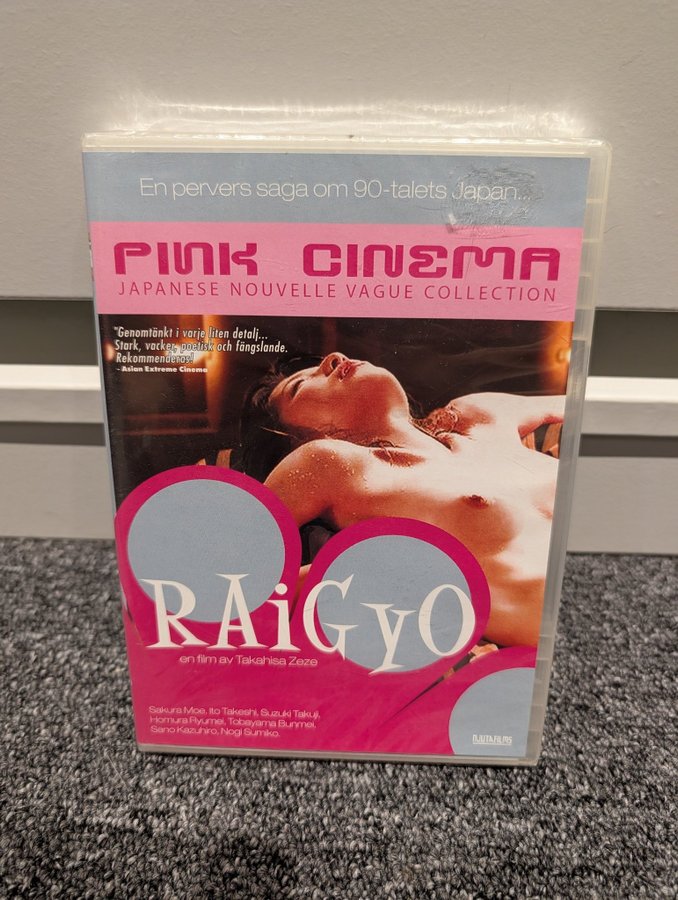 En pervers saga om 90-talets Japan...
PINK CINEMA
JAPANESE NOUVELLE VAGUE COLLECTION
"Genomtänkt i varje liten detalj...
Stark, vacker, poetisk och fängslande.
Rekommenderas!
- Asian Extreme Cinema
RAiGyO
en film av Takahisa Zeze
Sakura Moe, Ito Takeshi, Suzuki Takuji,
Homura Ryumei, Tobayama Bunmei,
Sano Kazuhiro, Nogi Sumiko.
NJUTAFILMS